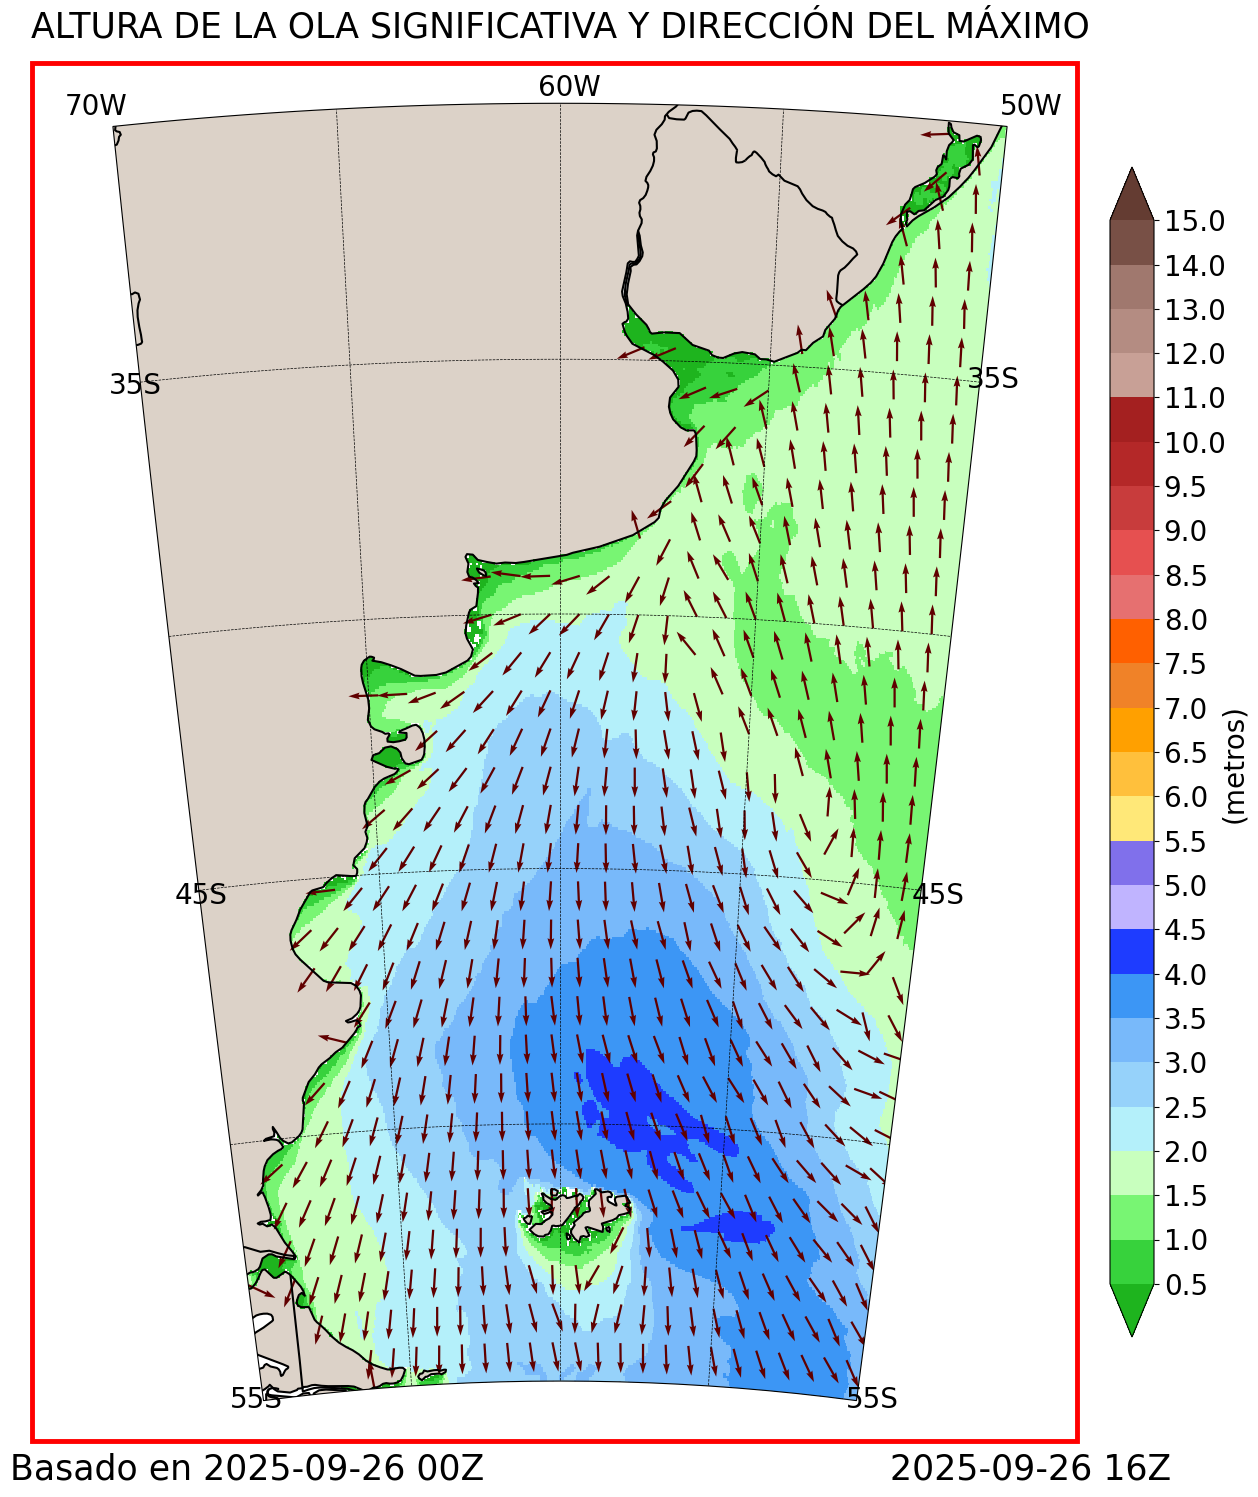 ALTURA DE LA OLA SIGNIFICATIVA Y DIRECCIÓN DEL MÁXIMO
70W
60W
50W
35S
35S
45S
45S
55S
55S
15.0
14.0
13.0
12.0
11.0
10.0
9.5
9.0
8.5
8.0
7.5
7.0
6.5
6.0
5.5
5.0
4.5
4.0
3.5
3.0
2.5
2.0
1.5
1.0
0.5
(metros)
Basado en 2025-09-26 00Z
2025-09-26 16Z